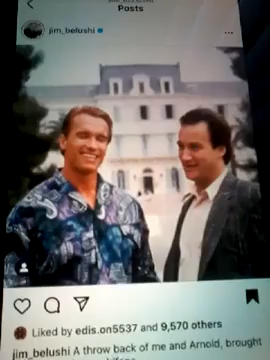 Posts
jim_belushi
Liked by edis.on5537 and 9,570 others
jim_belushi A throw back of me and Arnold, brought